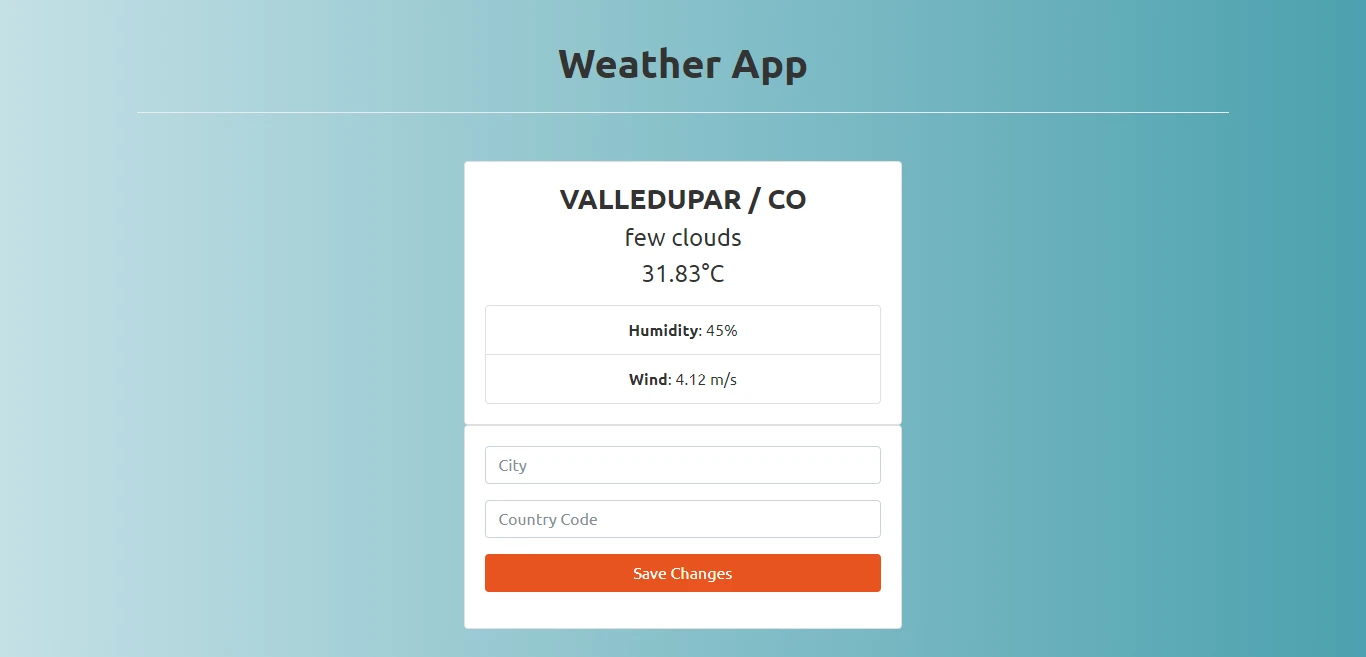 Weather App
VALLEDUPAR / CO
few clouds
31.83°C
Humidity: 45%
Wind: 4.12 m/s
City
Country Code
Save Changes